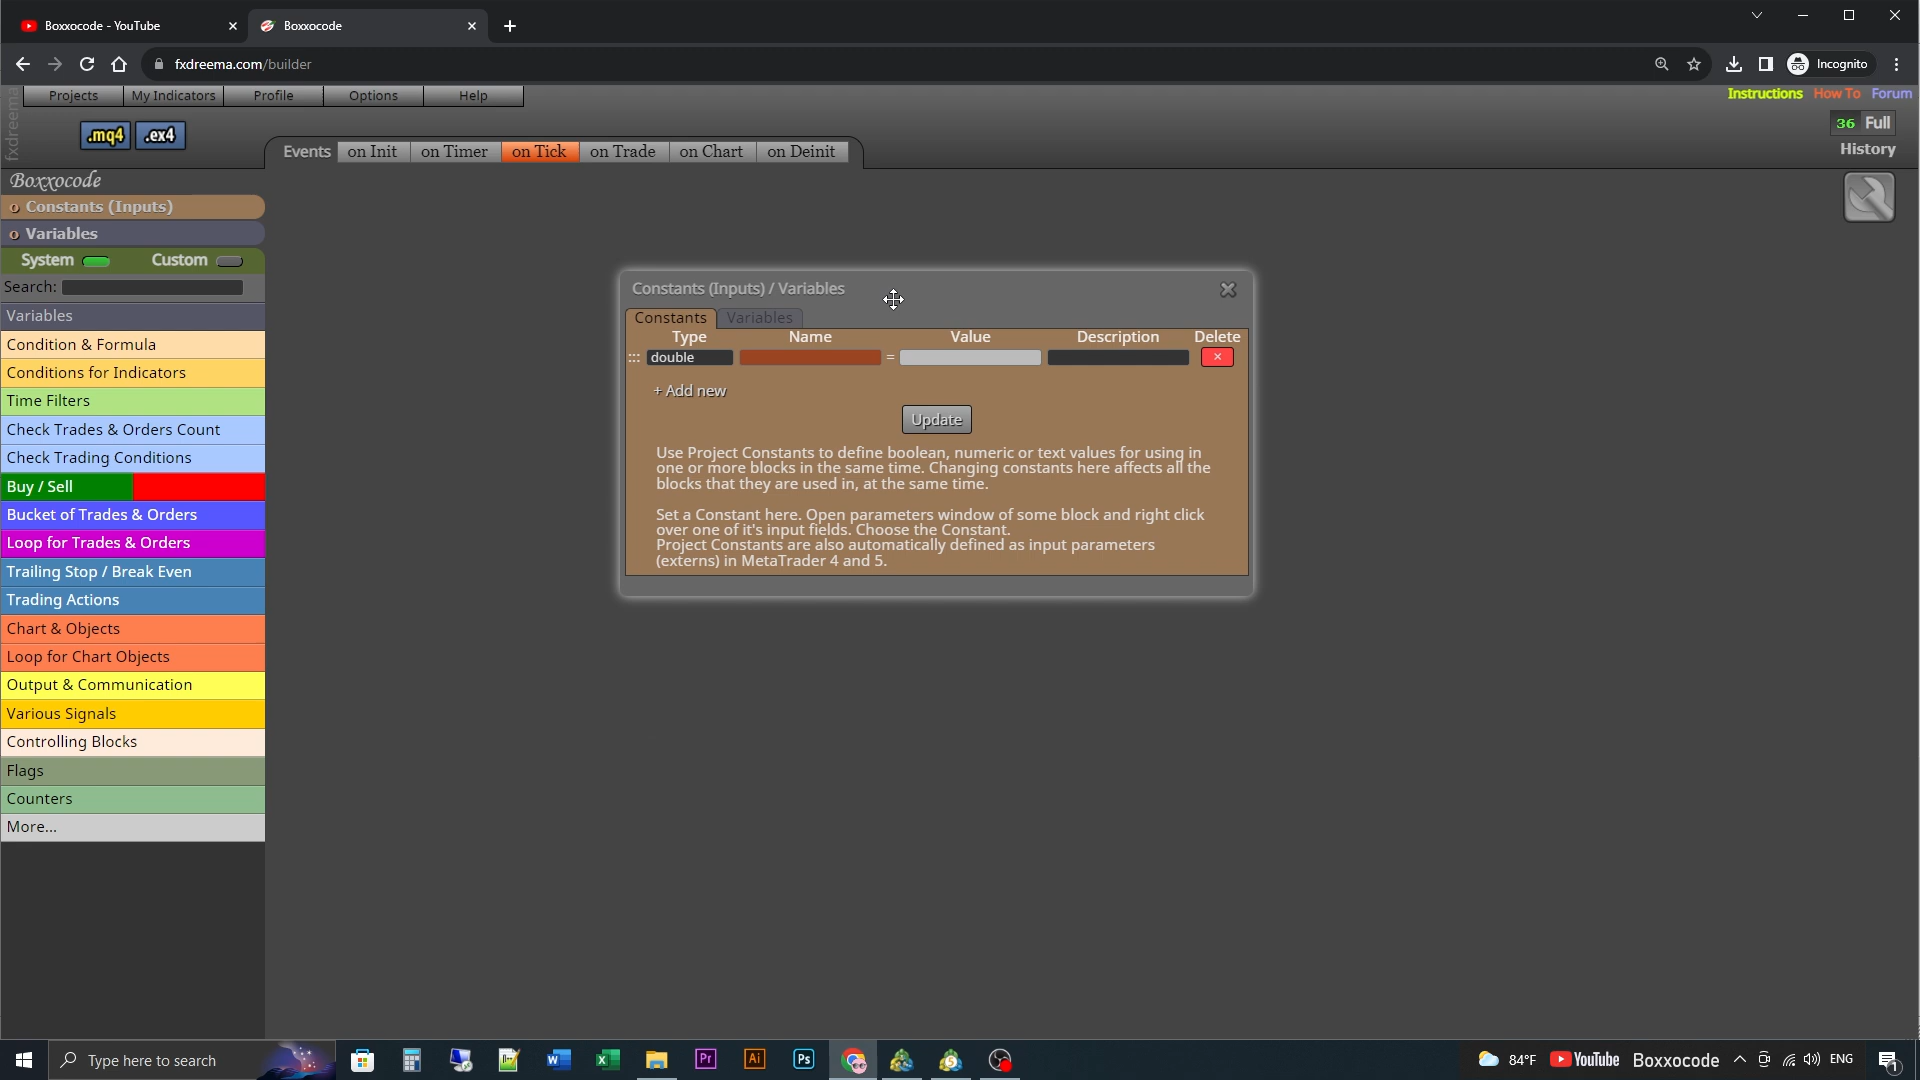 Boxxocode - YouTube
Boxxocode
fxdreema.com/builder
Incognito
Projects
My Indicators
Profile
Options
Help
Instructions
How To
Forum
fxdreema
.mq4
.ex4
36 Full
History
Events
on Init
on Timer
on Tick
on Trade
on Chart
on Deinit
Boxxocode
Constants (Inputs)
Variables
System
Custom
Search:
Variables
Condition & Formula
Conditions for Indicators
Time Filters
Check Trades & Orders Count
Check Trading Conditions
Buy / Sell
Bucket of Trades & Orders
Loop for Trades & Orders
Trailing Stop / Break Even
Trading Actions
Chart & Objects
Loop for Chart Objects
Output & Communication
Various Signals
Controlling Blocks
Flags
Counters
More...
Constants (Inputs) / Variables
Constants
Variables
Type
Name
Value
Description
Delete
::: double
=
+ Add new
Update
Use Project Constants to define boolean, numeric or text values for using in
one or more blocks in the same time. Changing constants here affects all the
blocks that they are used in, at the same time.
Set a Constant here. Open parameters window of some block and right click
over one of it's input fields. Choose the Constant.
Project Constants are also automatically defined as input parameters
(externs) in MetaTrader 4 and 5.
Type here to search
Pr
Ai
Ps
84°F
YouTube
Boxxocode
ENG
1